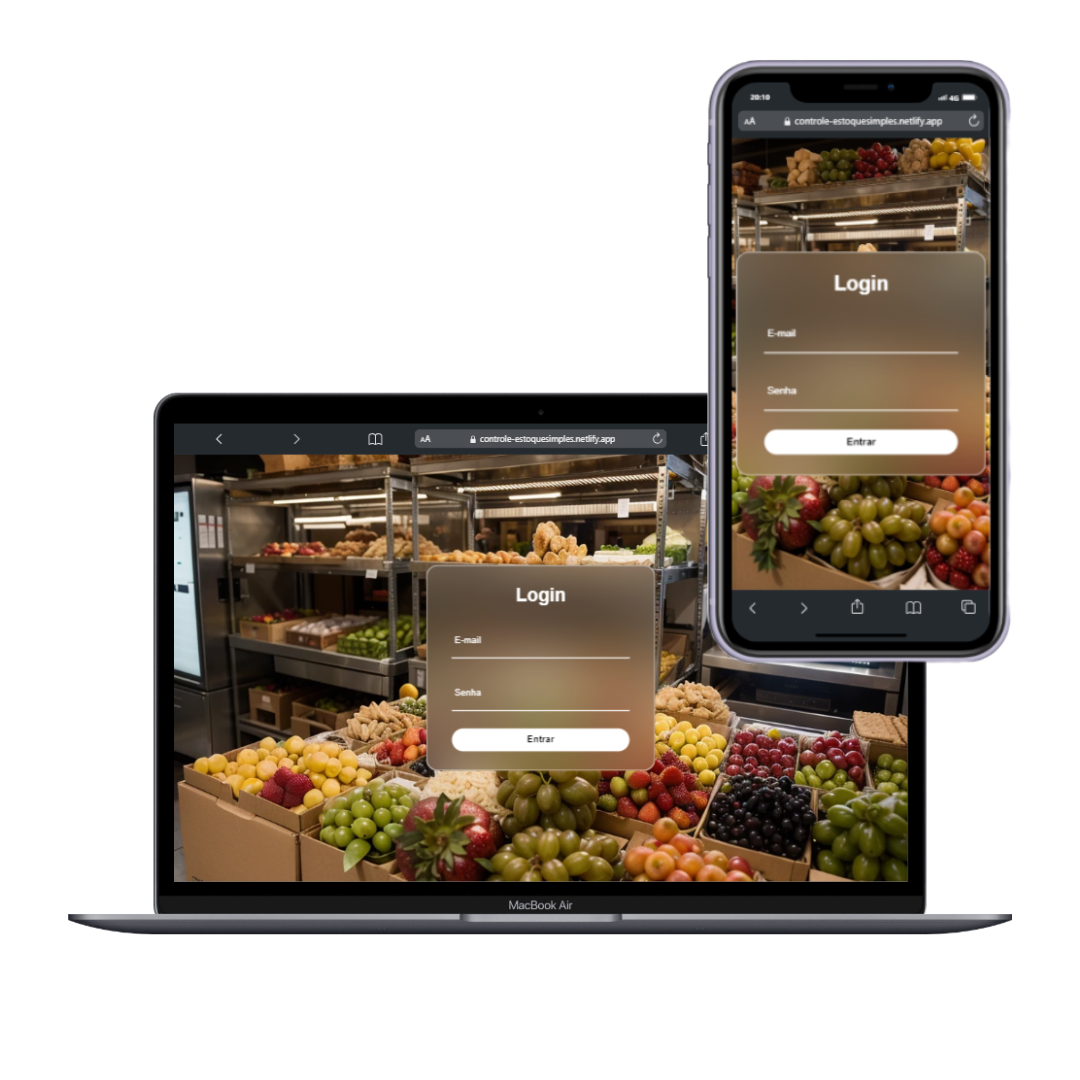 20:10
4G
AA controle-estoquesimples.netlify.app
Login
E-mail
Senha
Entrar
AA controle-estoquesimples.netlify.app
Login
E-mail
Senha
Entrar
MacBook Air